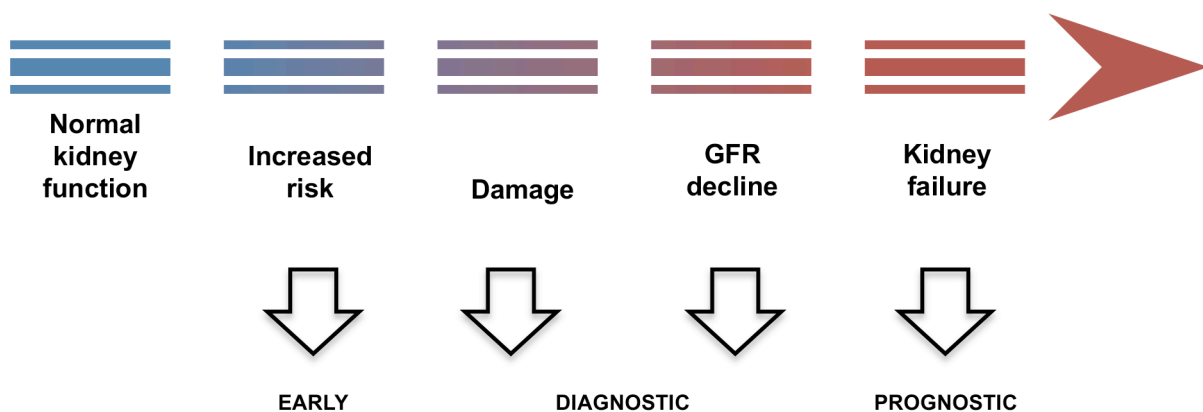 Normal
kidney
function
Increased
risk
Damage
GFR
decline
Kidney
failure
EARLY
DIAGNOSTIC
PROGNOSTIC